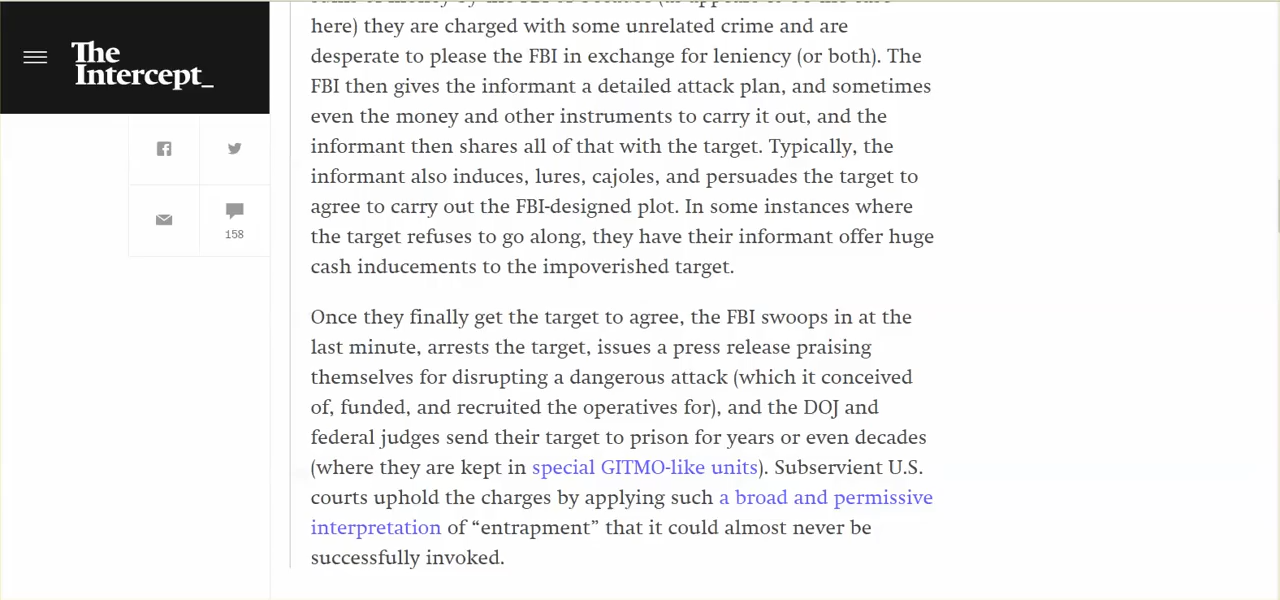 The
Intercept_
158
here) they are charged with some unrelated crime and are
desperate to please the FBI in exchange for leniency (or both). The
FBI then gives the informant a detailed attack plan, and sometimes
even the money and other instruments to carry it out, and the
informant then shares all of that with the target. Typically, the
informant also induces, lures, cajoles, and persuades the target to
agree to carry out the FBI-designed plot. In some instances where
the target refuses to go along, they have their informant offer huge
cash inducements to the impoverished target.
Once they finally get the target to agree, the FBI swoops in at the
last minute, arrests the target, issues a press release praising
themselves for disrupting a dangerous attack (which it conceived
of, funded, and recruited the operatives for), and the DOJ and
federal judges send their target to prison for years or even decades
(where they are kept in special GITMO-like units). Subservient U.S.
courts uphold the charges by applying such a broad and permissive
interpretation of “entrapment” that it could almost never be
successfully invoked.